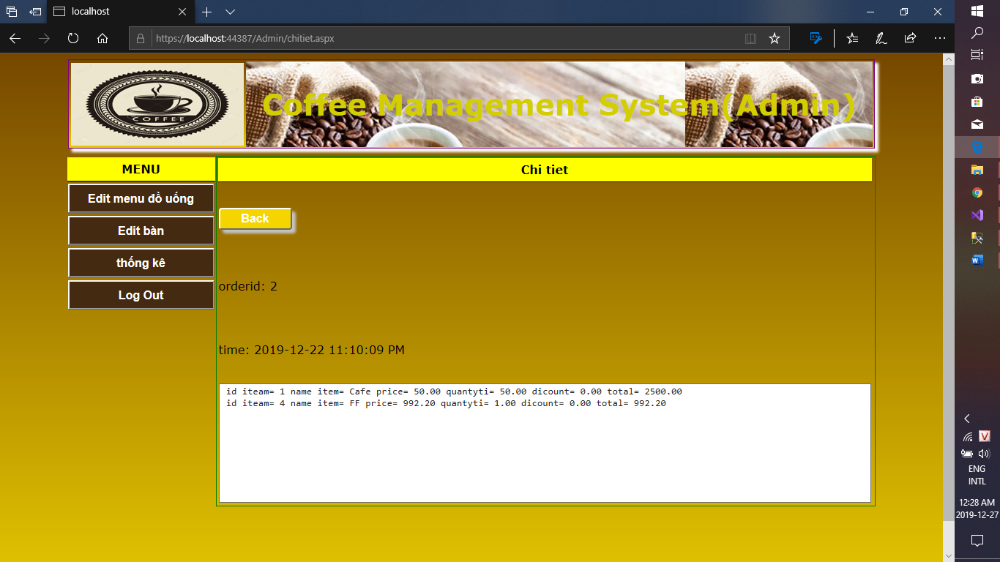 localhost
https://localhost:44387/Admin/chitiet.aspx
COFFEE
Coffee Management System(Admin)
MENU
Chi tiet
Edit menu đồ uống
Edit bàn
thống kê
Log Out
Back
orderid: 2
time: 2019-12-22 11:10:09 PM
id iteam= 1 name item= Cafe price= 50.00 quantyti= 50.00 dicount= 0.00 total= 2500.00
id iteam= 4 name item= FF price= 992.20 quantyti= 1.00 dicount= 0.00 total= 992.20
V
ENG
INTL
12:28 AM
2019-12-27